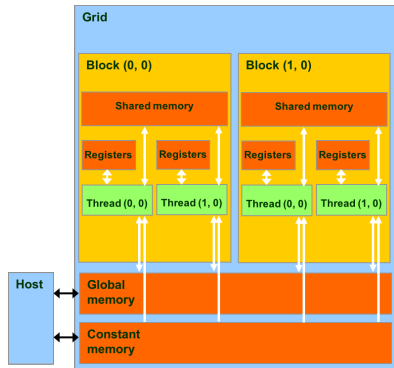 Grid
Block (0, 0)
Block (1, 0)
Shared memory
Shared memory
Registers
Registers
Registers
Registers
Thread (0, 0)
Thread (1, 0)
Thread (0, 0)
Thread (1, 0)
Host
Global
memory
Constant
memory